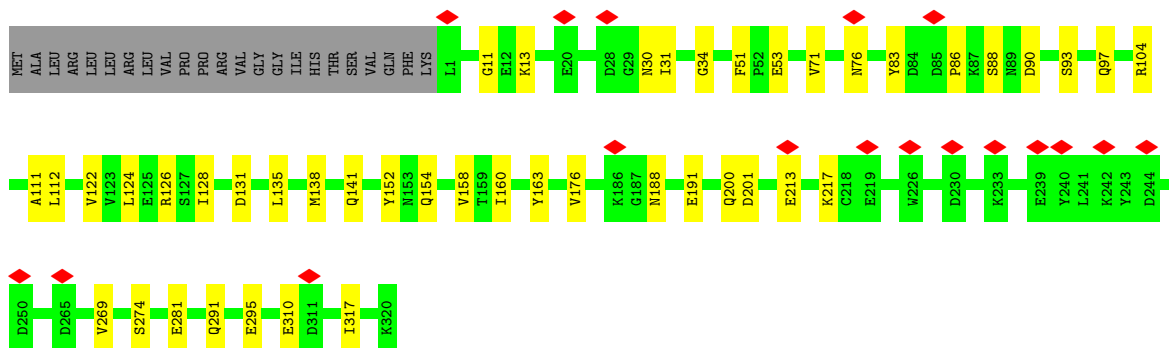 MET ALA LEU ARG LEU LEU LEU ARG LEU VAL PRO PRO ARG VAL GLY GLY ILE HIS THR SER VAL GLN PHE LYS L1 G11 E12 K13 E20 D28 G29 N30 I31 G34 F51 P52 E53 V71 N76 Y83 D84 D85 P86 K87 S88 N89 D90 S93 Q97 R104
A111 L112 V122 V123 L124 E125 R126 S127 I128 D131 L135 M138 Q141 Y152 N153 Q154 V158 T159 I160 Y163 V176 K186 G187 N188 E191 Q200 D201 E213 K217 C218 E219 W226 D230 K233 E239 Y240 L241 K242 Y243 D244
D250 D265 V269 S274 E281 Q291 E295 E310 D311 I317 K320